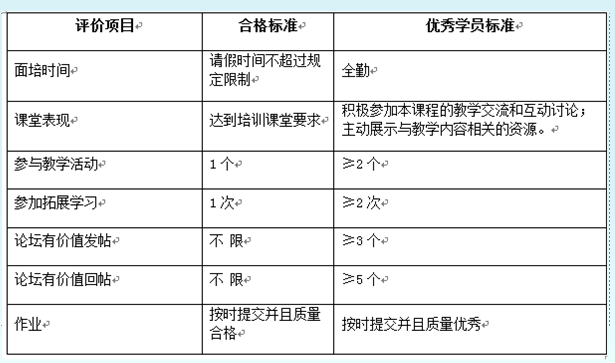 评价项目 合格标准 优秀学员标准
面培时间 请假时间不超过规定限制 全勤
课堂表现 达到培训课堂要求 积极参加本课程的教学交流和互动讨论；主动展示与教学内容相关的资源。
参与教学活动 1个 ≥2个
参加拓展学习 1次 ≥2次
论坛有价值发帖 不 限 ≥3个
论坛有价值回帖 不 限 ≥5个
作业 按时提交并且质量合格 按时提交并且质量优秀